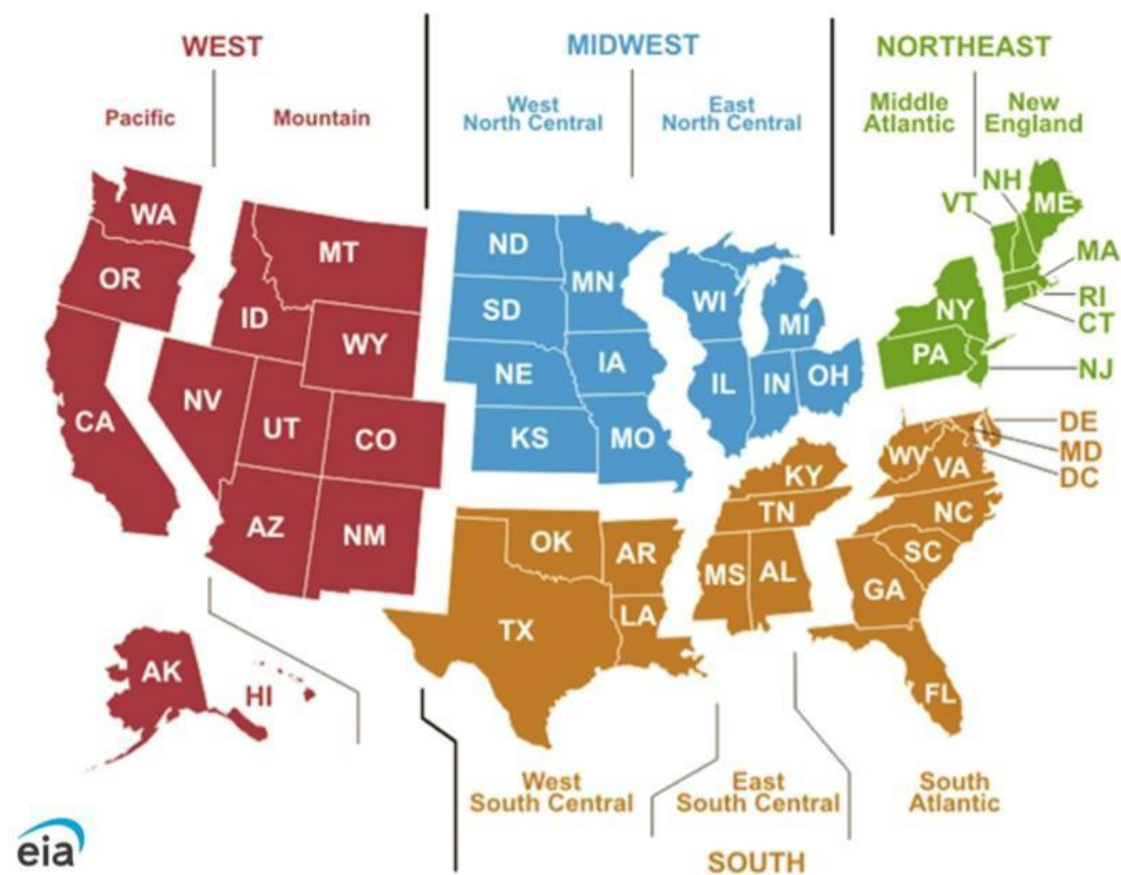 WEST
MIDWEST
NORTHEAST
Pacific
Mountain
West
North Central
East
North Central
Middle
Atlantic
New
England
WA
OR
CA
MT
ID
WY
NV
UT
CO
AZ
NM
AK
HI
ND
SD
NE
KS
MN
IA
MO
WI
MI
IL
IN
OH
NH
VT
ME
MA
RI
CT
NY
PA
NJ
DE
MD
DC
WV
VA
KY
TN
NC
SC
OK
AR
MS
AL
GA
TX
LA
FL
West
South Central
East
South Central
South
Atlantic
SOUTH
eia